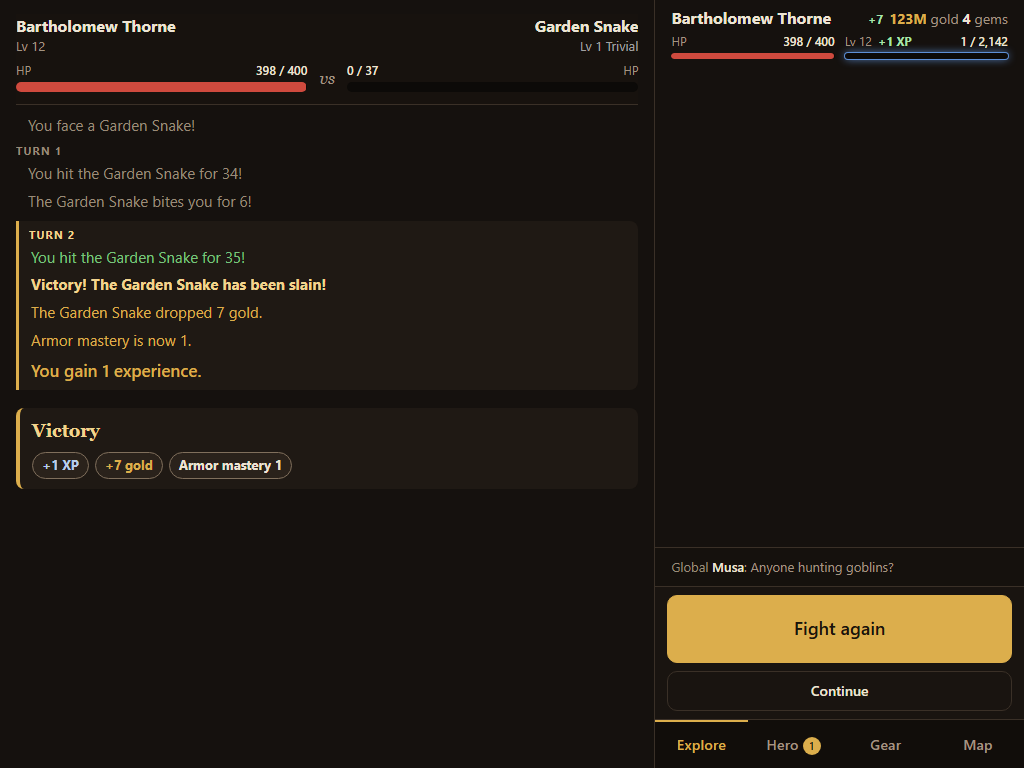 Bartholomew Thorne
Lv 12
HP 398 / 400
vs
Garden Snake
Lv 1 Trivial
0 / 37 HP
You face a Garden Snake!
TURN 1
You hit the Garden Snake for 34!
The Garden Snake bites you for 6!
TURN 2
You hit the Garden Snake for 35!
Victory! The Garden Snake has been slain!
The Garden Snake dropped 7 gold.
Armor mastery is now 1.
You gain 1 experience.
Victory
+1 XP +7 gold Armor mastery 1
Bartholomew Thorne +7 123M gold 4 gems
HP 398 / 400 Lv 12 +1 XP 1 / 2,142
Global Musa: Anyone hunting goblins?
Fight again
Continue
Explore Hero 1 Gear Map